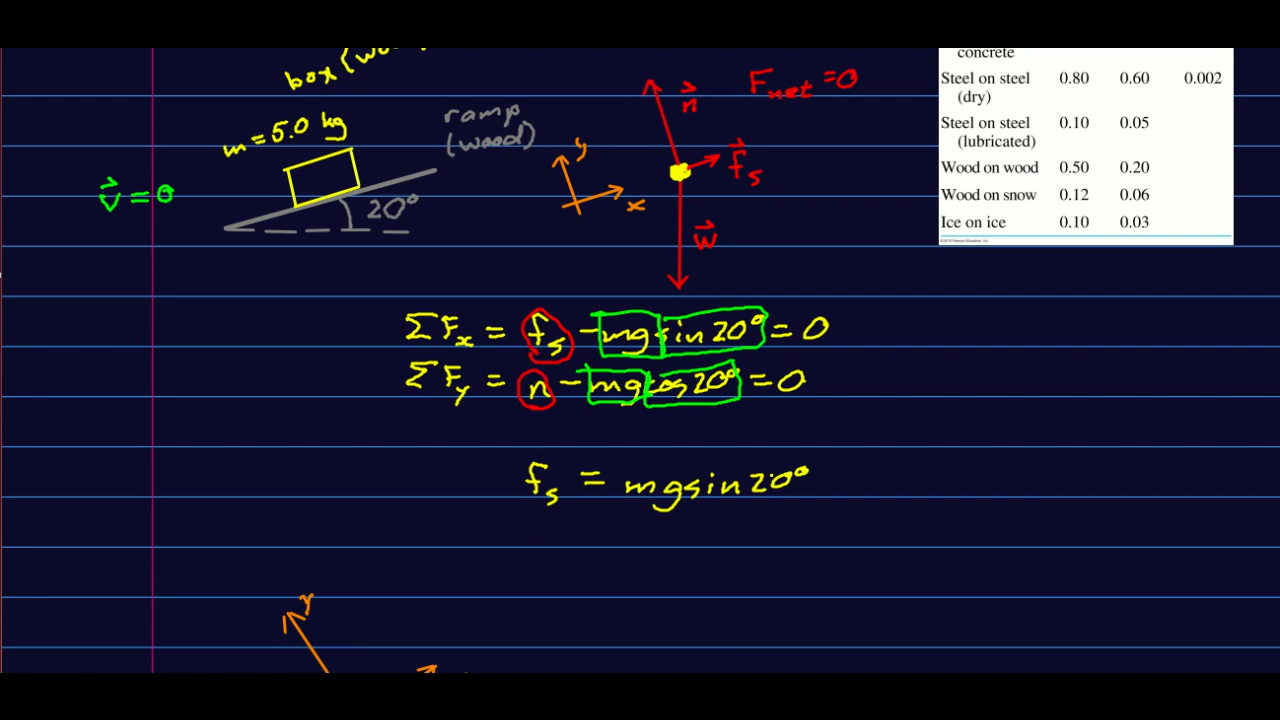 box (wo
m = 5.0 kg
ramp
(wood)
v⃗ = 0
20°
y
x
n⃗
F_net = 0
f⃗_s
w⃗
concrete
Steel on steel 0.80 0.60 0.002
(dry)
Steel on steel 0.10 0.05
(lubricated)
Wood on wood 0.50 0.20
Wood on snow 0.12 0.06
Ice on ice 0.10 0.03
ΣF_x = f_s - mg sin 20° = 0
ΣF_y = n - mg cos 20° = 0
f_s = mg sin 20°
y